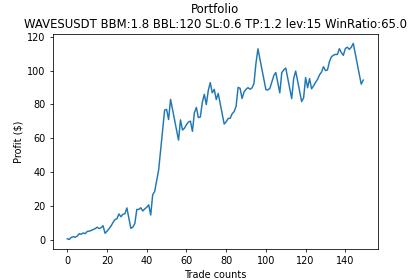 Portfolio
WAVESUSDT BBM:1.8 BBL:120 SL:0.6 TP:1.2 lev:15 WinRatio:65.0
120
100
80
60
40
20
0
Profit ($)
0 20 40 60 80 100 120 140
Trade counts